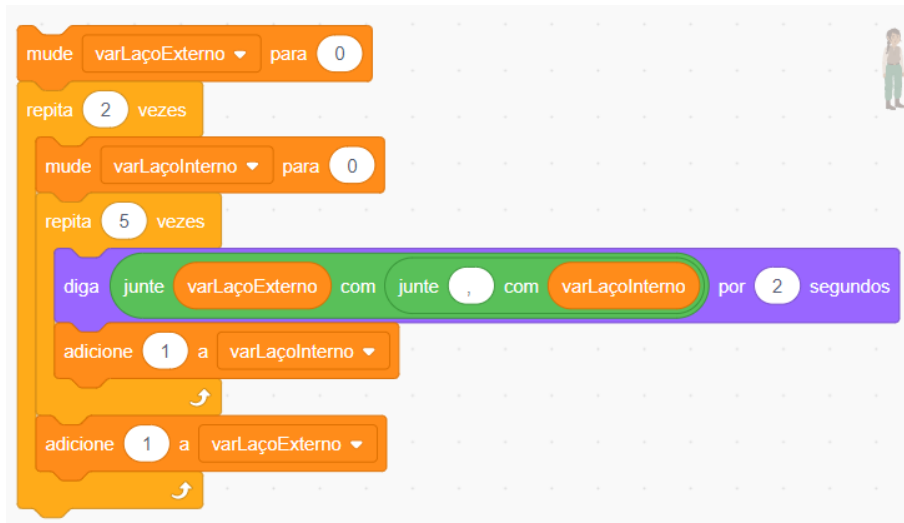 mude varLaçoExterno para 0
repita 2 vezes
mude varLaçoInterno para 0
repita 5 vezes
diga junte varLaçoExterno com junte , com varLaçoInterno por 2 segundos
adicione 1 a varLaçoInterno
adicione 1 a varLaçoExterno